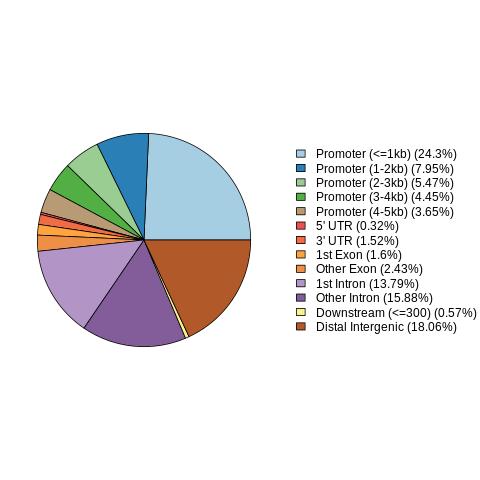 Promoter (<=1kb) (24.3%)
Promoter (1-2kb) (7.95%)
Promoter (2-3kb) (5.47%)
Promoter (3-4kb) (4.45%)
Promoter (4-5kb) (3.65%)
5' UTR (0.32%)
3' UTR (1.52%)
1st Exon (1.6%)
Other Exon (2.43%)
1st Intron (13.79%)
Other Intron (15.88%)
Downstream (<=300) (0.57%)
Distal Intergenic (18.06%)